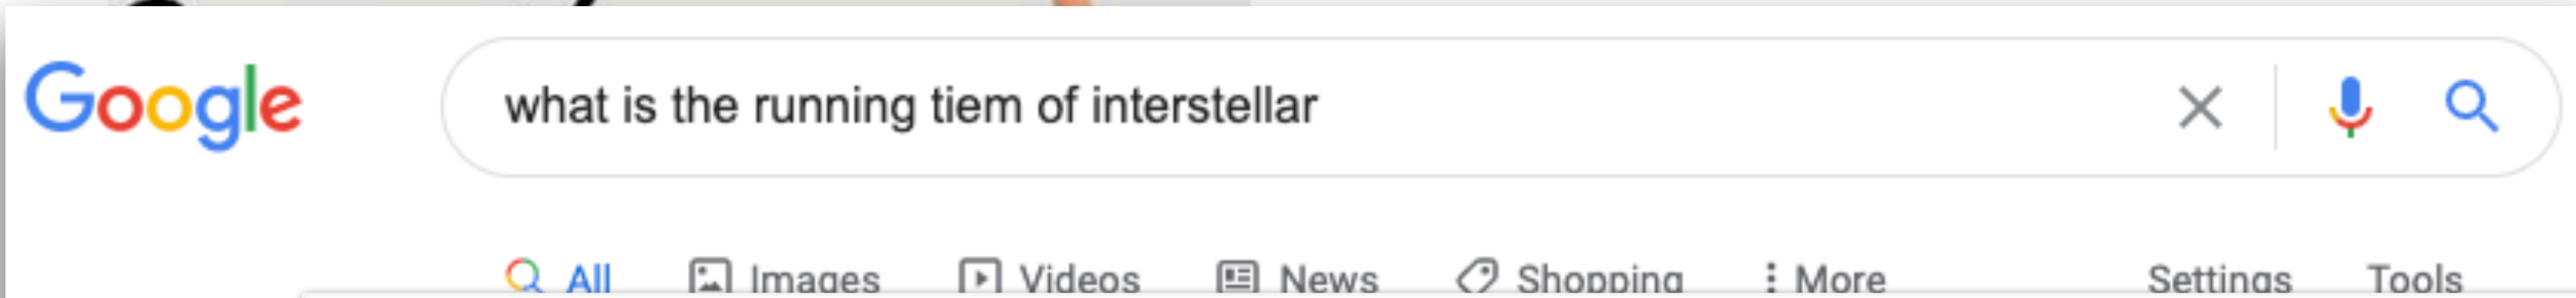 Google what is the running tiem of interstellar
All Images Videos News Shopping More Settings Tools